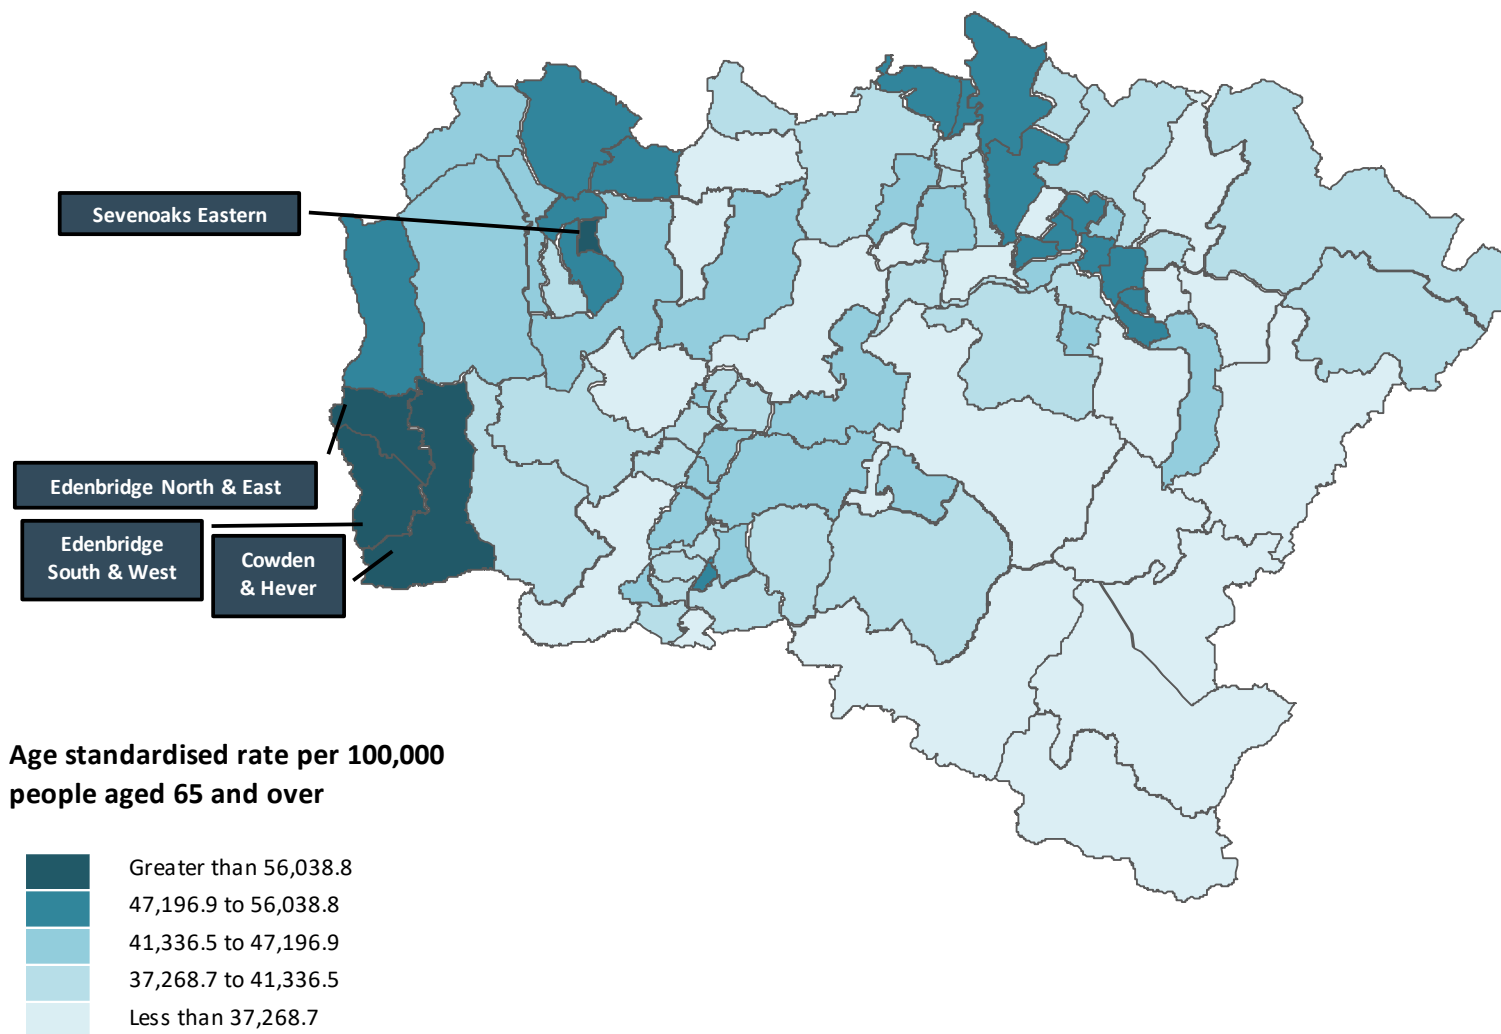 Sevenoaks Eastern
Edenbridge North & East
Edenbridge
South & West
Cowden
& Hever
Age standardised rate per 100,000
people aged 65 and over
Greater than 56,038.8
47,196.9 to 56,038.8
41,336.5 to 47,196.9
37,268.7 to 41,336.5
Less than 37,268.7